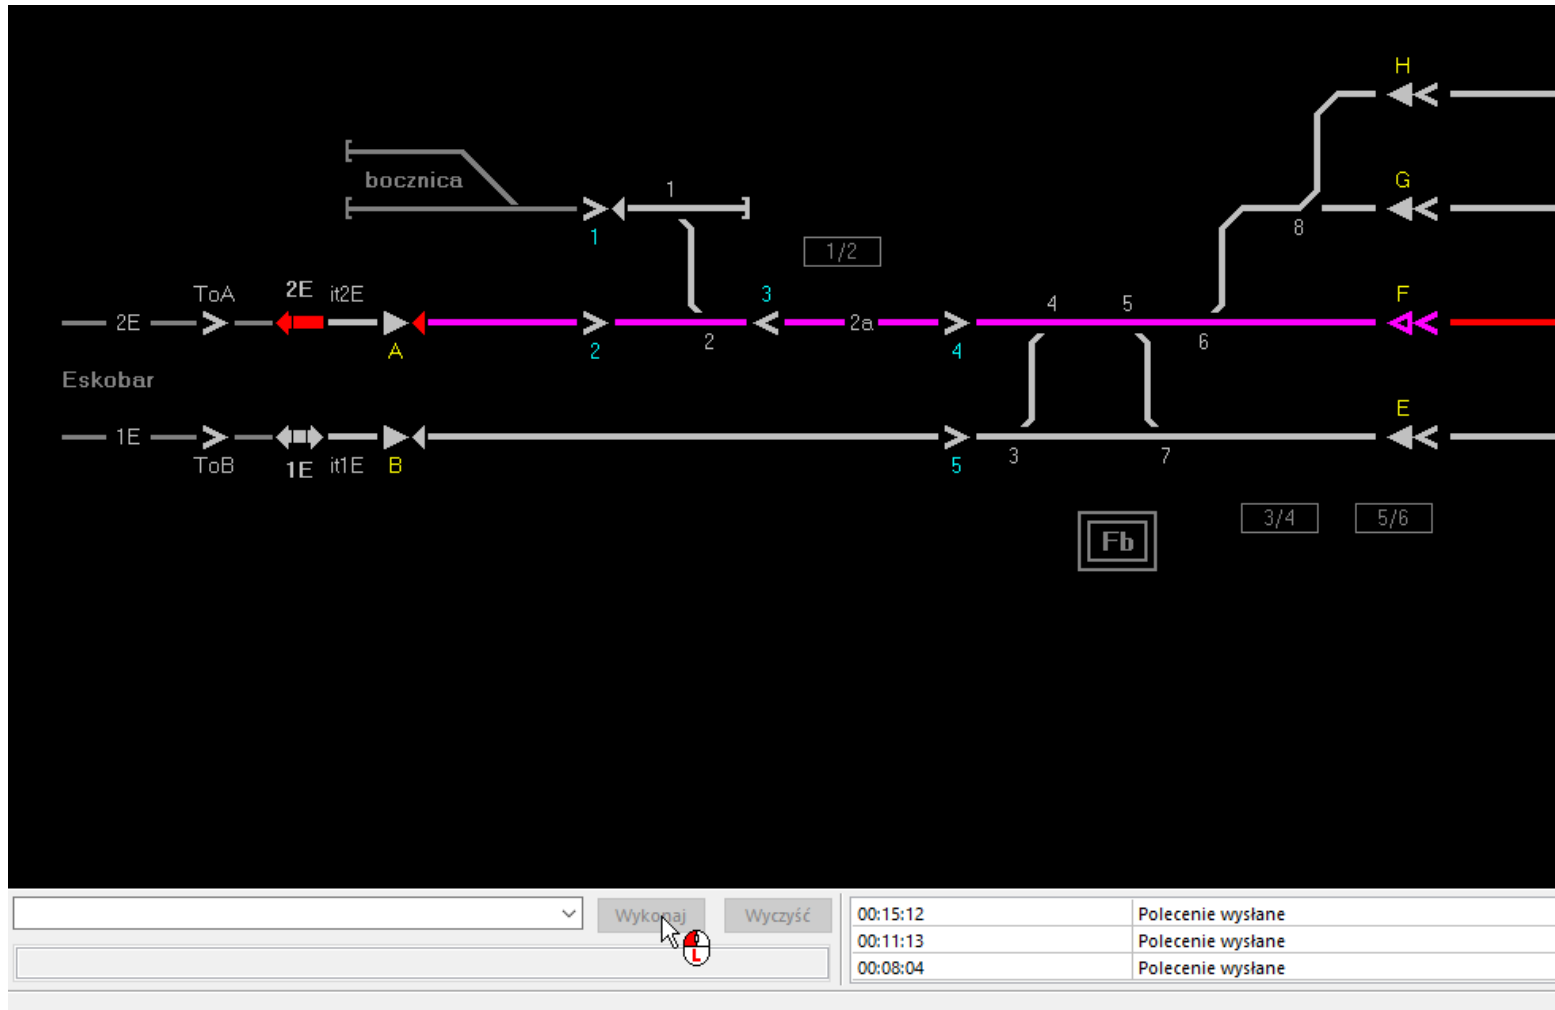 H
bocznica
1
G
1
8
1/2
ToA
2E
it2E
3
4
5
F
2E
2a
A
2
2
4
6
Eskobar
E
1E
ToB
1E
it1E
B
5
3
7
3/4
5/6
Fb
Wykonaj
Wyczyść
00:15:12
Polecenie wysłane
00:11:13
Polecenie wysłane
L
00:08:04
Polecenie wysłane